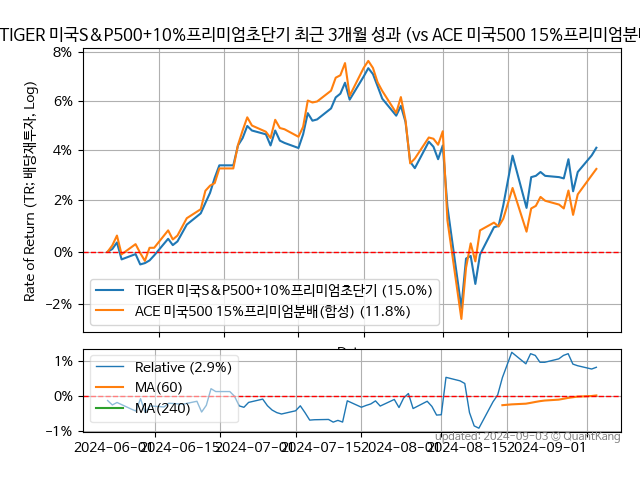 TIGER 미국S&P500+10%프리미엄초단기 최근 3개월 성과 (vs ACE 미국500 15%프리미엄분배
8%
6%
4%
2%
0%
−2%
Rate of Return (TR: 배당재투자, Log)
TIGER 미국S&P500+10%프리미엄초단기 (15.0%)
ACE 미국500 15%프리미엄분배(합성) (11.8%)
1%
0%
−1%
Relative (2.9%)
MA(60)
MA(240)
2024-06-01
2024-06-15
2024-07-01
2024-07-15
2024-08-01
2024-08-15
2024-09-01
updated: 2024-09-03 © QuantKang